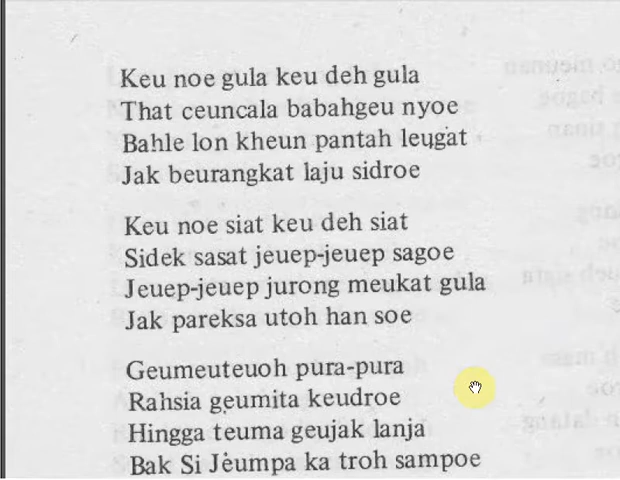 Keu noe gula keu deh gula
That ceuncala babahgeu nyoe
Bahle lon kheun pantah leugat
Jak beurangkat laju sidroe
Keu noe siat keu deh siat
Sidek sasat jeuep-jeuep sagoe
Jeuep-jeuep jurong meukat gula
Jak pareksa utoh han soe
Geumeuteuoh pura-pura
Rahsia geumita keudroe
Hingga teuma geujak lanja
Bak Si Jeumpa ka troh sampoe